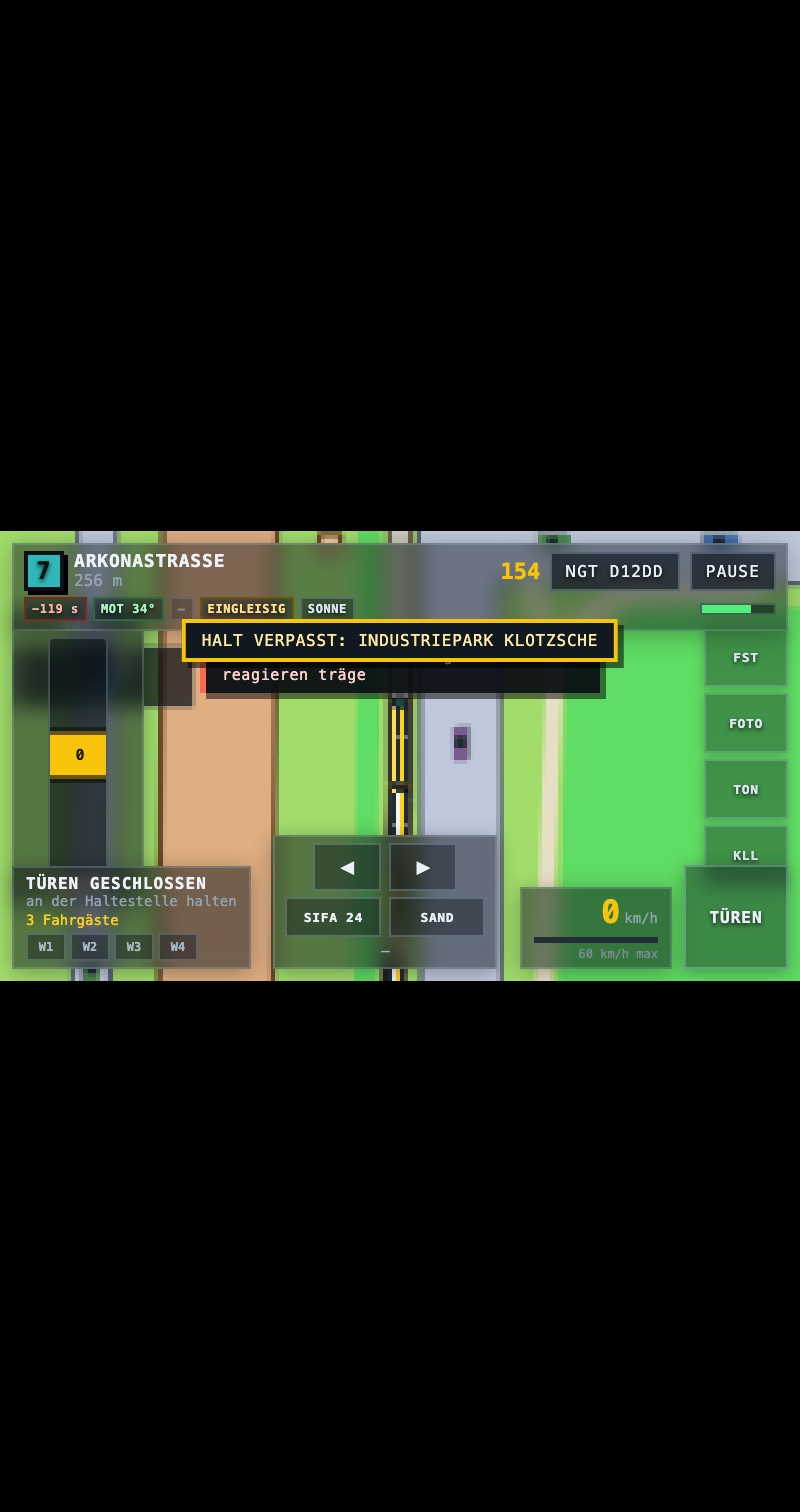 7 ARKONASTRASSE
256 m
154
NGT D12DD
PAUSE
−119 s
MOT 34°
—
EINGLEISIG
SONNE
HALT VERPASST: INDUSTRIEPARK KLOTZSCHE
reagieren träge
FST
FOTO
TON
KLL
0
TÜREN GESCHLOSSEN
an der Haltestelle halten
3 Fahrgäste
W1 W2 W3 W4
◀ ▶
SIFA 24
SAND
—
0 km/h
60 km/h max
TÜREN